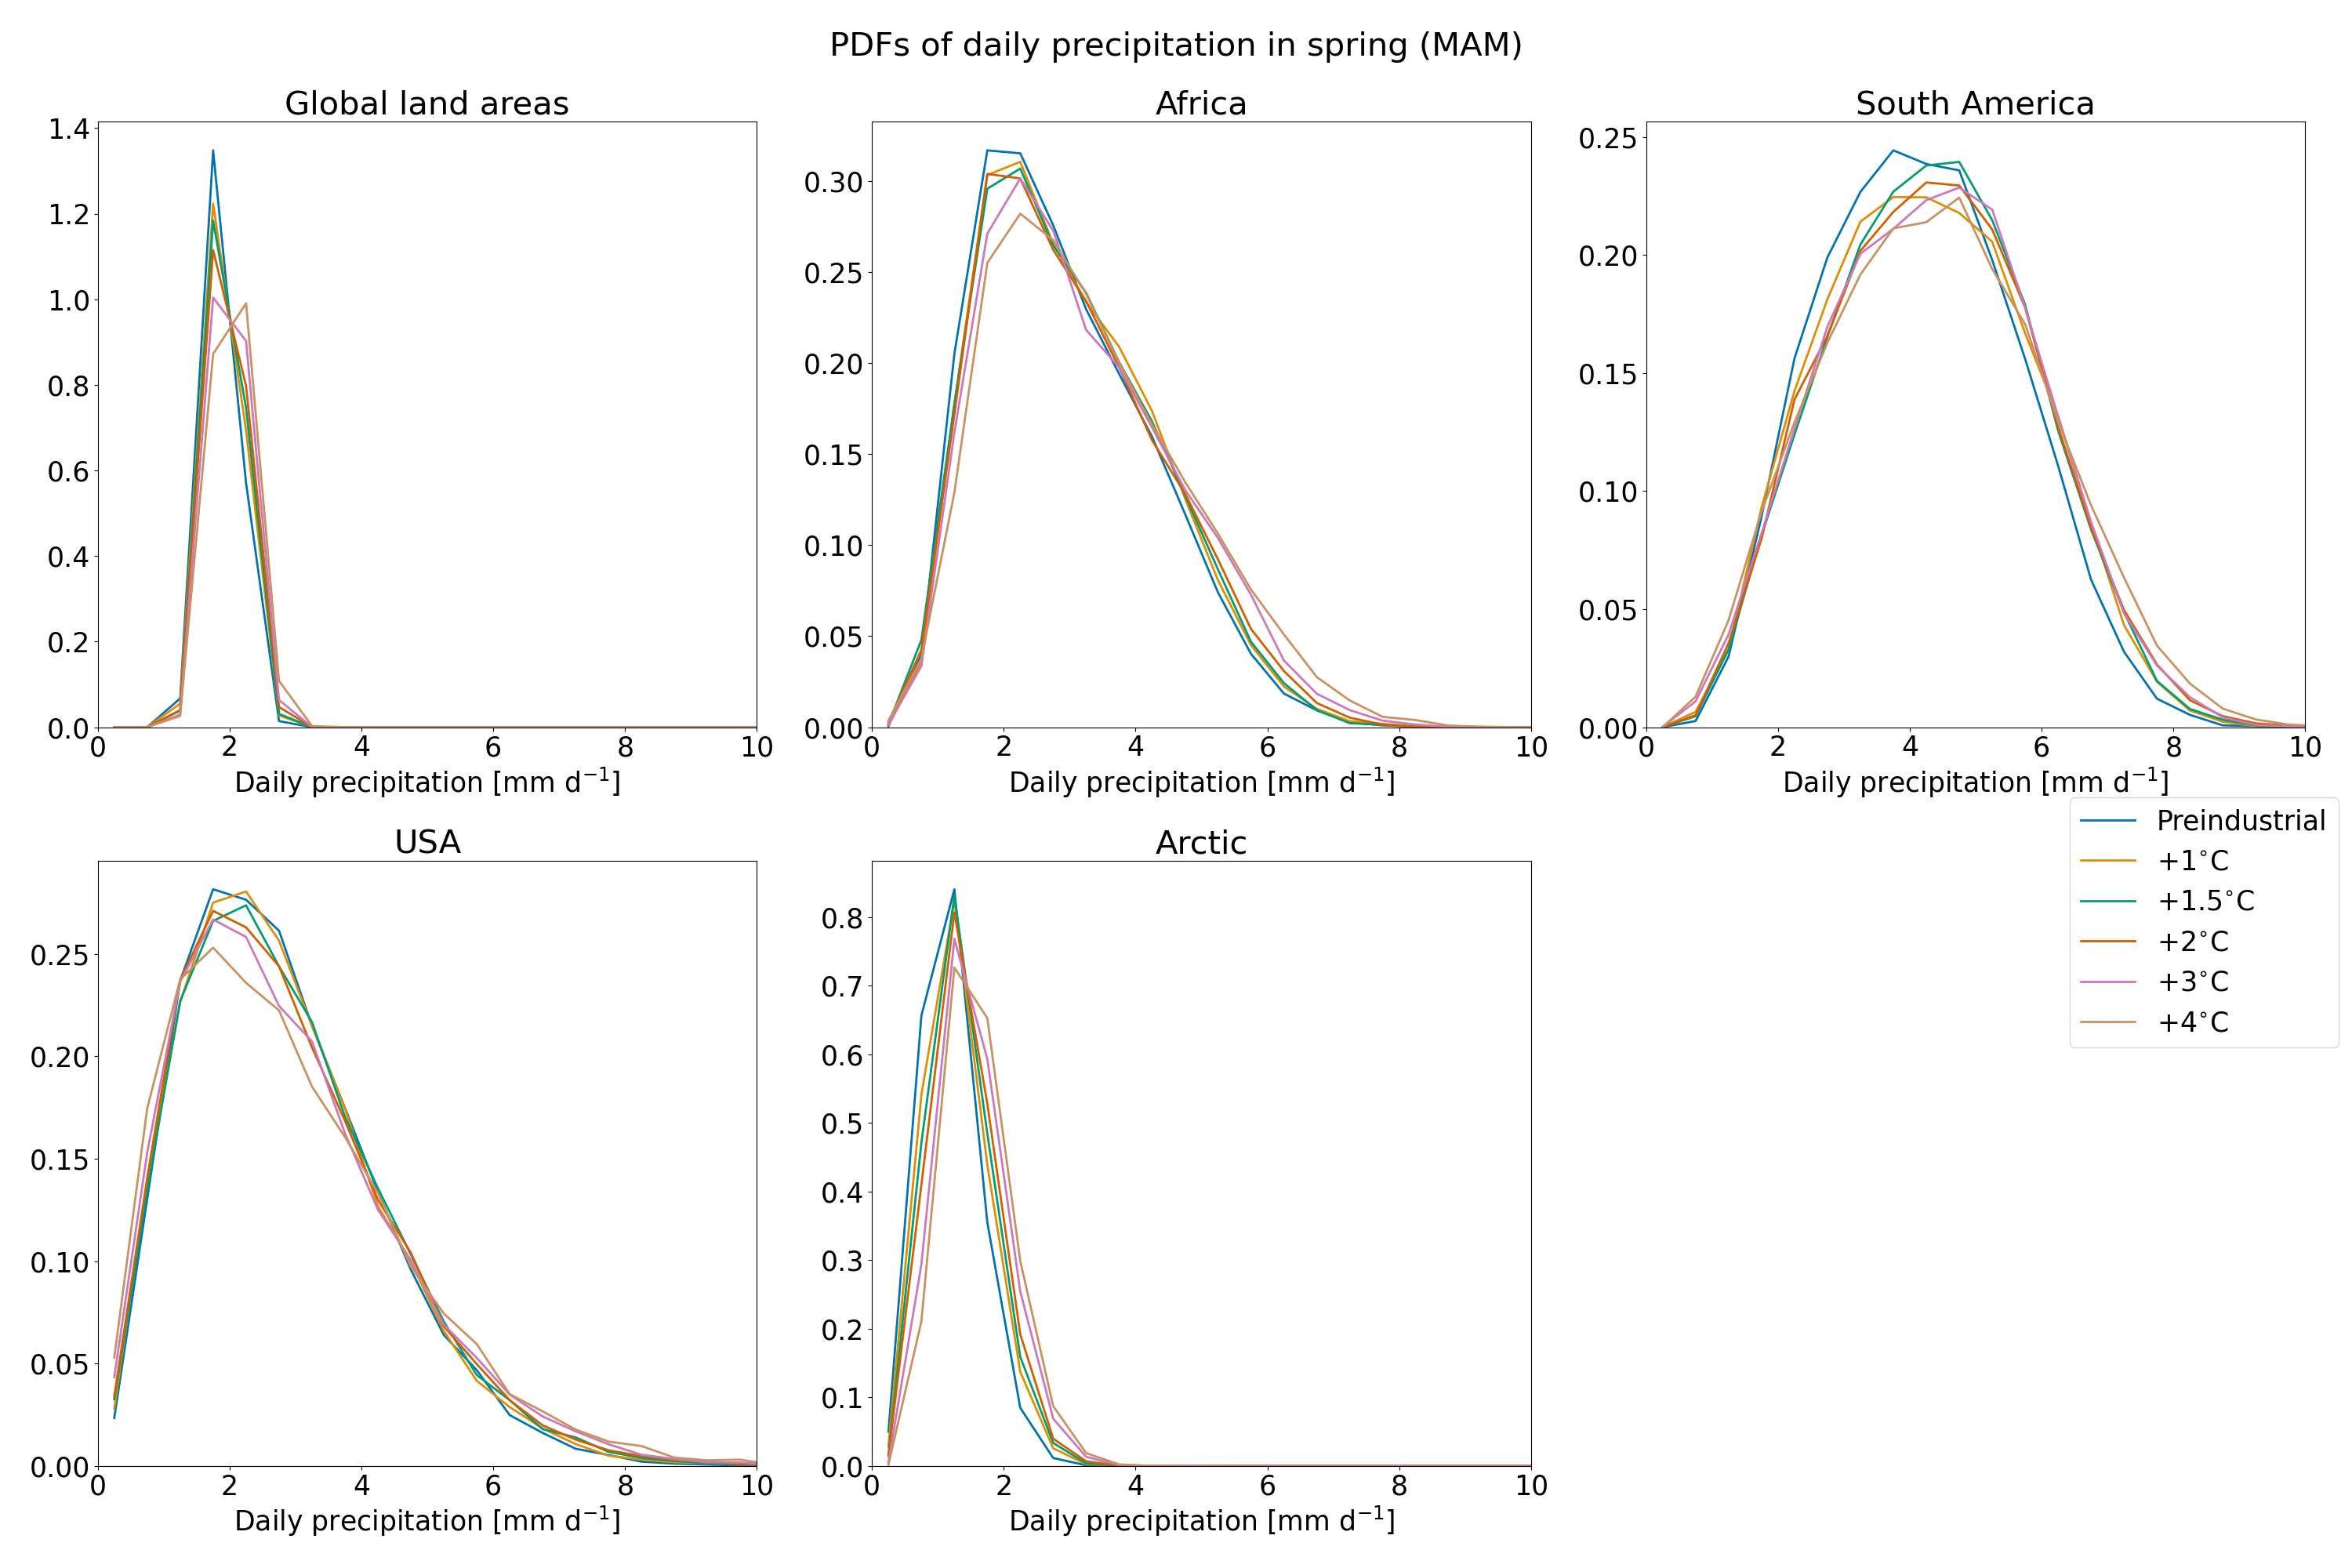 PDFs of daily precipitation in spring (MAM)
Global land areas
1.4
1.2
1.0
0.8
0.6
0.4
0.2
0.0
0 2 4 6 8 10
Daily precipitation [mm d⁻¹]
Africa
0.30
0.25
0.20
0.15
0.10
0.05
0.00
0 2 4 6 8 10
Daily precipitation [mm d⁻¹]
South America
0.25
0.20
0.15
0.10
0.05
0.00
0 2 4 6 8 10
Daily precipitation [mm d⁻¹]
USA
0.25
0.20
0.15
0.10
0.05
0.00
0 2 4 6 8 10
Daily precipitation [mm d⁻¹]
Arctic
0.8
0.7
0.6
0.5
0.4
0.3
0.2
0.1
0.0
0 2 4 6 8 10
Daily precipitation [mm d⁻¹]
Preindustrial
+1°C
+1.5°C
+2°C
+3°C
+4°C